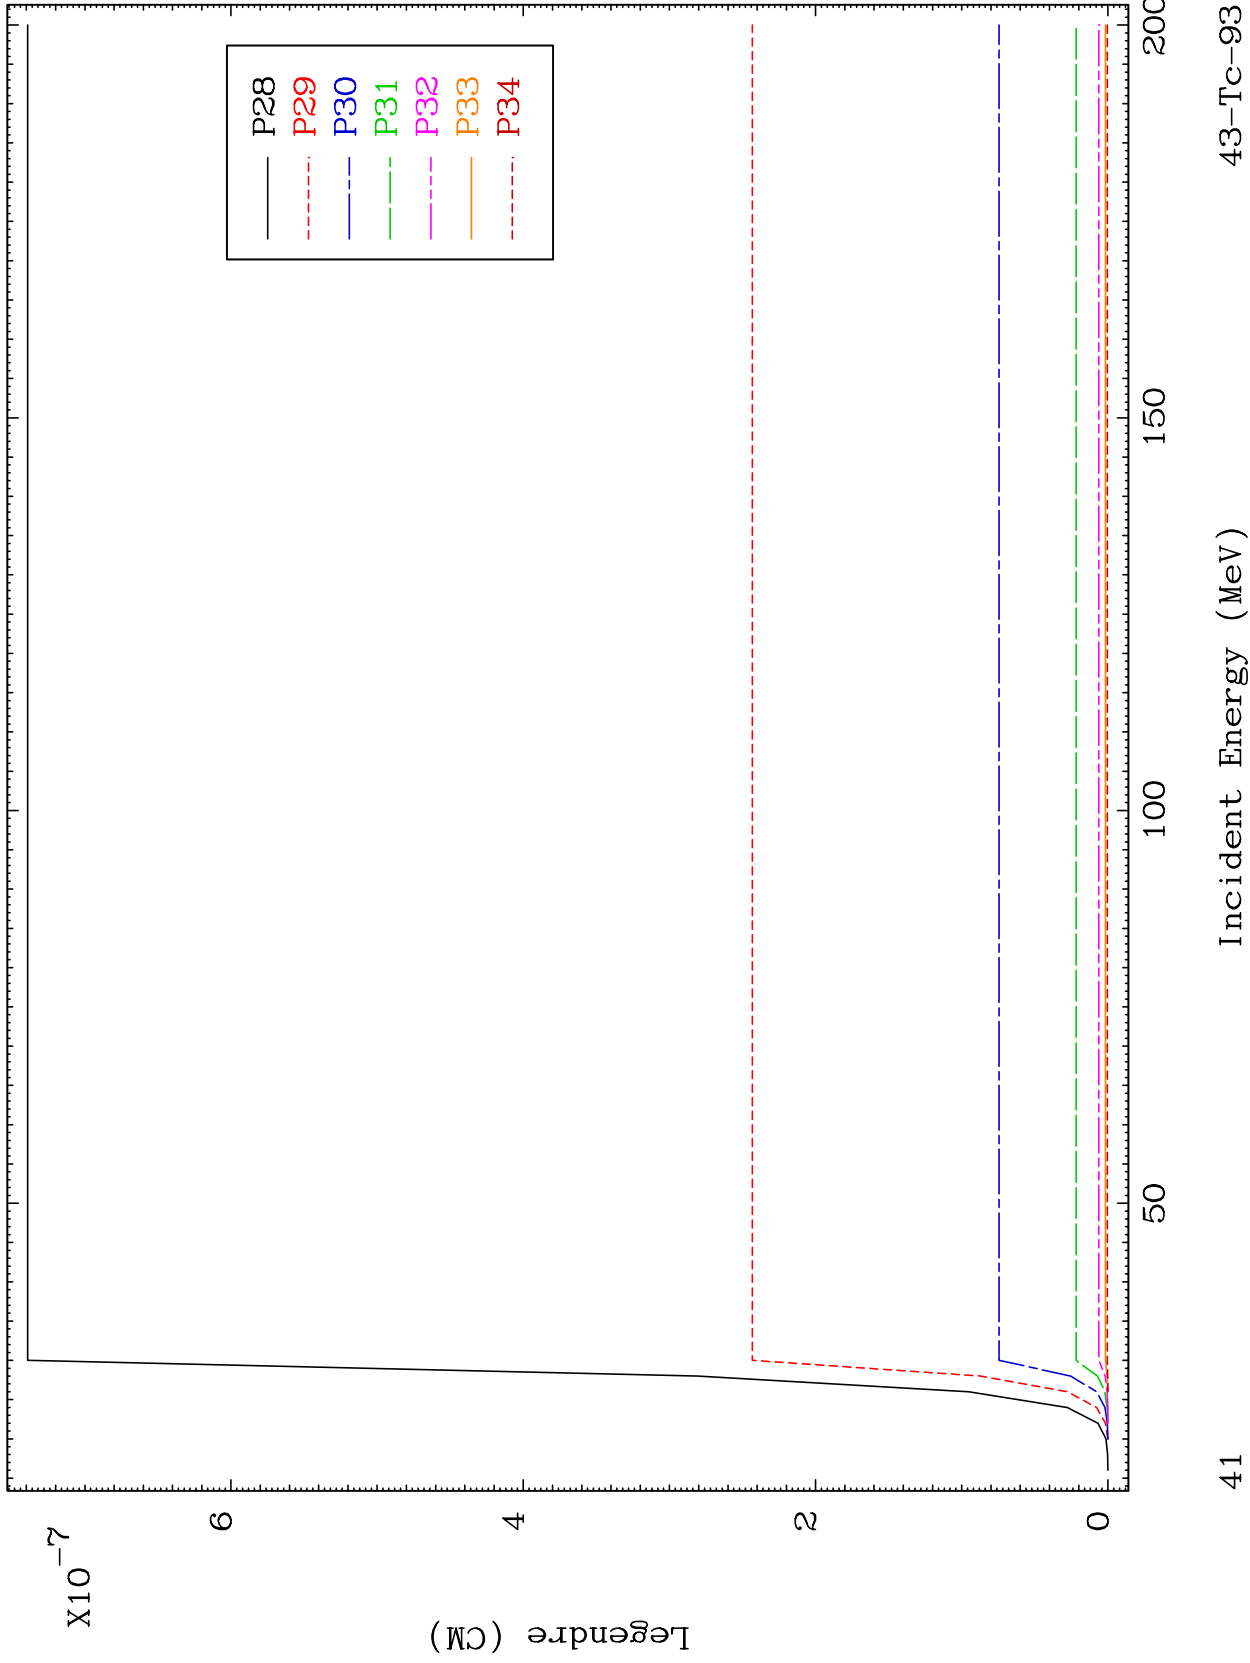 X10-7
6
4
2
0
Legendre (CM)
P28
P29
P30
P31
P32
P33
P34
50
100
150
200
Incident Energy (MeV)
41
43-Tc-93